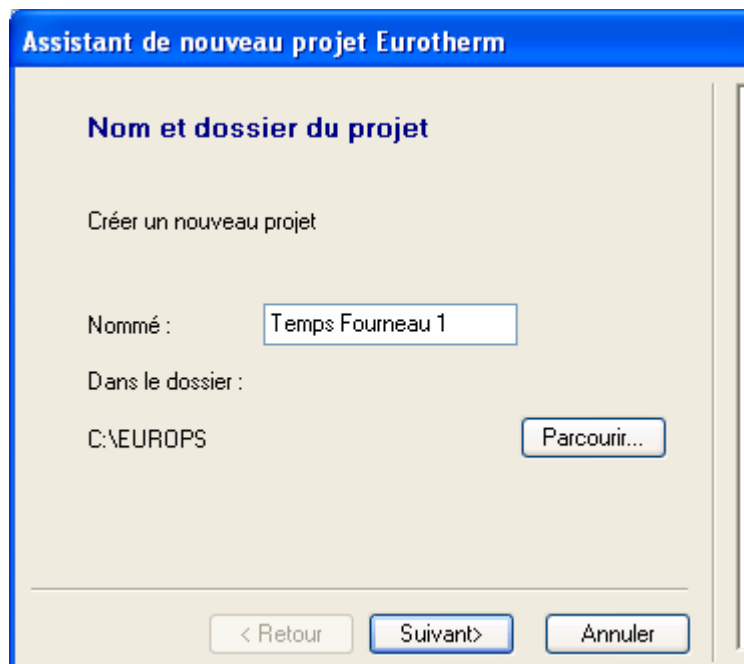 Assistant de nouveau projet Eurotherm
Nom et dossier du projet
Créer un nouveau projet
Nommé : Temps Fourneau 1
Dans le dossier :
C:\EUROPS Parcourir...
< Retour Suivant> Annuler